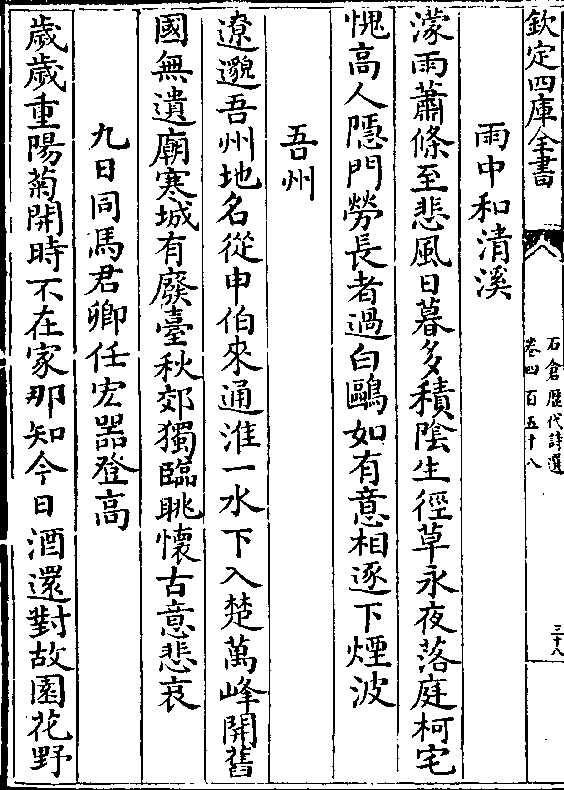 欽定四庫全書
石倉歷代詩選
卷四百五十八
三十八
雨中和清溪
濛雨蕭條至悲風日暮多積陰生徑草永夜落庭柯宅
愧高人隱門勞長者過白鷗如有意相逐下煙波
吾州
遼邈吾州地名從申伯來通淮一水下入楚萬峰開舊
國無遺廟寒城有廢臺秋郊獨臨眺懷古意悲哀
九日同馬君卿任宏器登高
歲歲重陽菊開時不在家那知今日酒還對故園花野